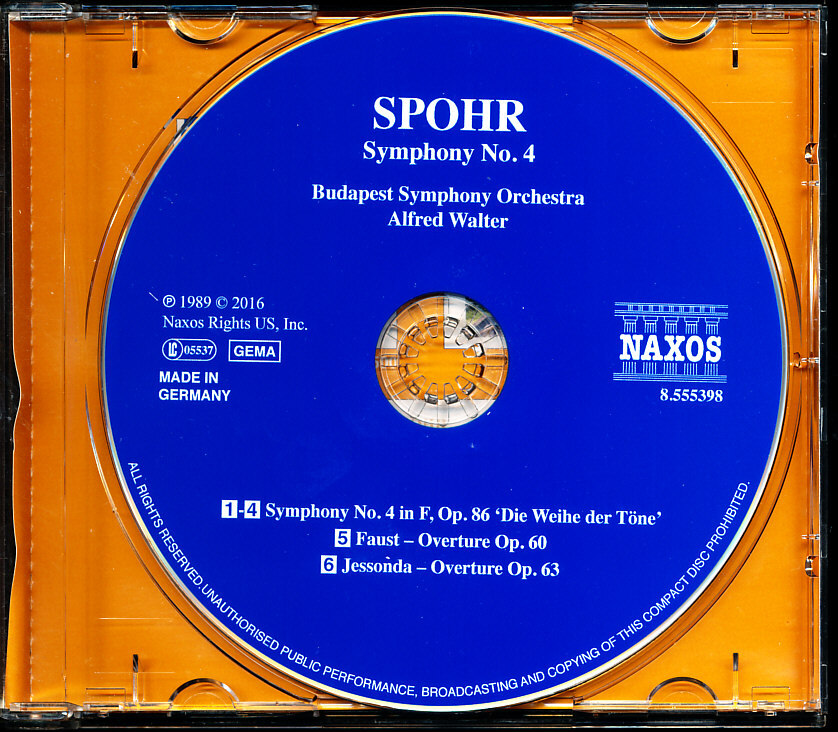 SPOHR
Symphony No. 4
Budapest Symphony Orchestra
Alfred Walter
℗ 1989 © 2016
Naxos Rights US, Inc.
LC 05537 GEMA
MADE IN
GERMANY
NAXOS
8.555398
1-4 Symphony No. 4 in F, Op. 86 ‘Die Weihe der Töne’
5 Faust – Overture Op. 60
6 Jessonda – Overture Op. 63
ALL RIGHTS RESERVED.UNAUTHORISED PUBLIC PERFORMANCE, BROADCASTING AND COPYING OF THIS COMPACT DISC PROHIBITED.